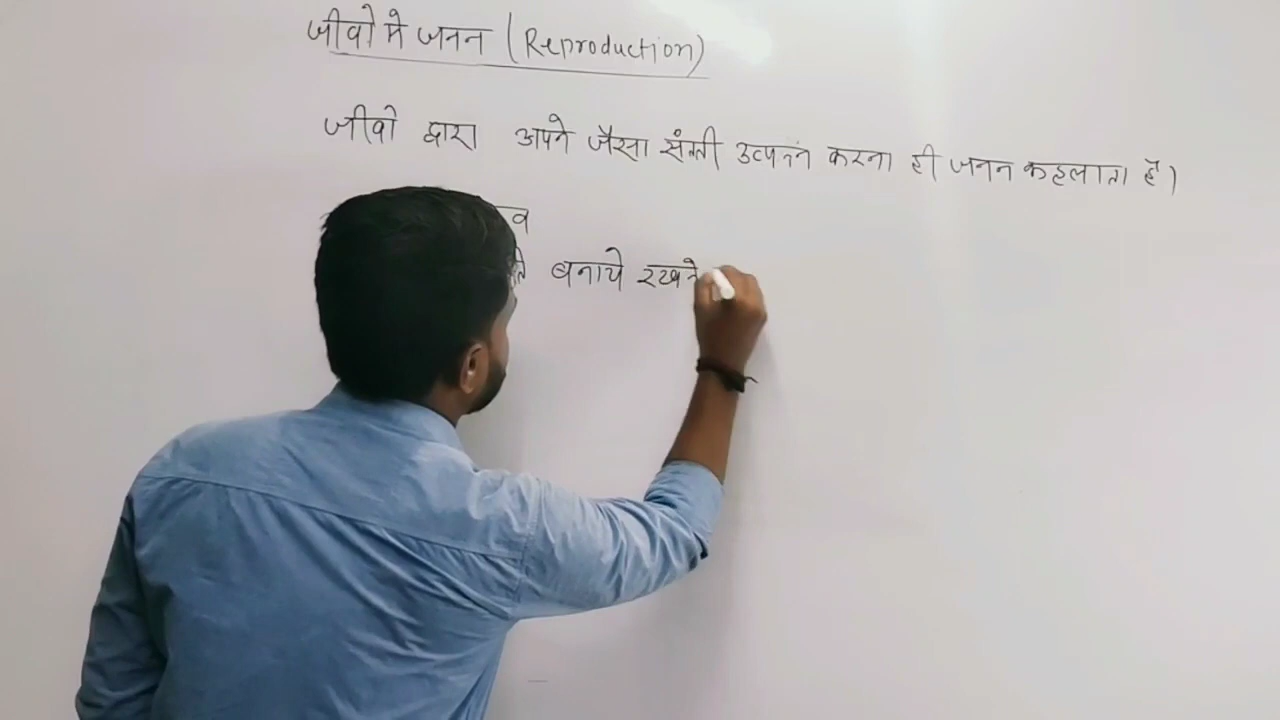 जीवो मे जनन (Reproduction)
जीवो द्वारा अपने जैसा संतती उत्पन्न करना ही जनन कहलाता है।
बनाये रखने